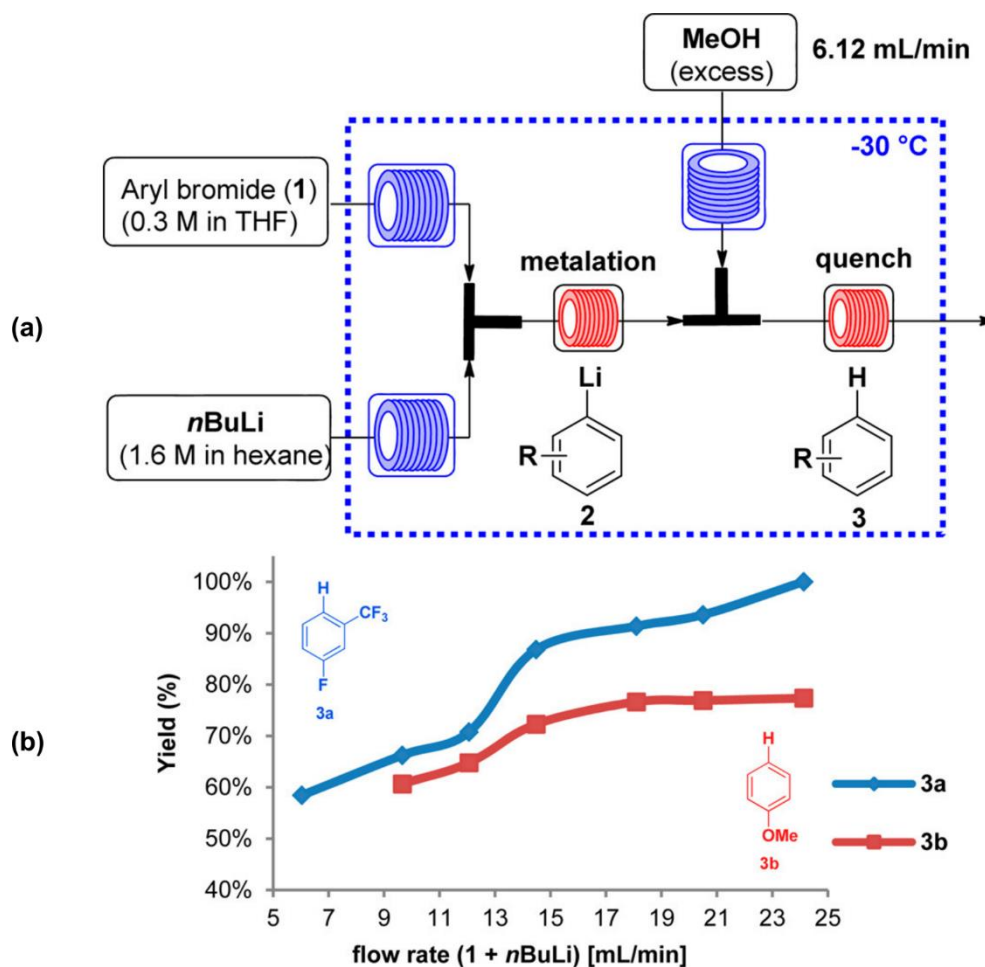 MeOH
(excess)
6.12 mL/min
-30 °C
Aryl bromide (1)
(0.3 M in THF)
metalation
quench
(a)
Li
H
nBuLi
(1.6 M in hexane)
R
R
2
3
100%
90%
80%
70%
60%
50%
40%
Yield (%)
H
CF3
F
3a
(b)
H
OMe
3b
3a
3b
5 7 9 11 13 15 17 19 21 23 25
flow rate (1 + nBuLi) [mL/min]